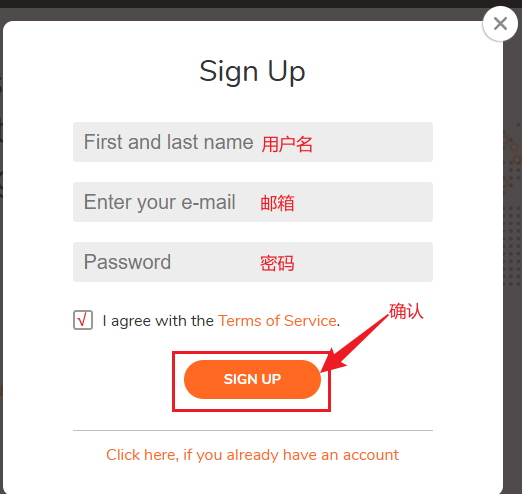 Sign Up
First and last name 用户名
Enter your e-mail 邮箱
Password 密码
√ I agree with the Terms of Service.
确认
SIGN UP
Click here, if you already have an account